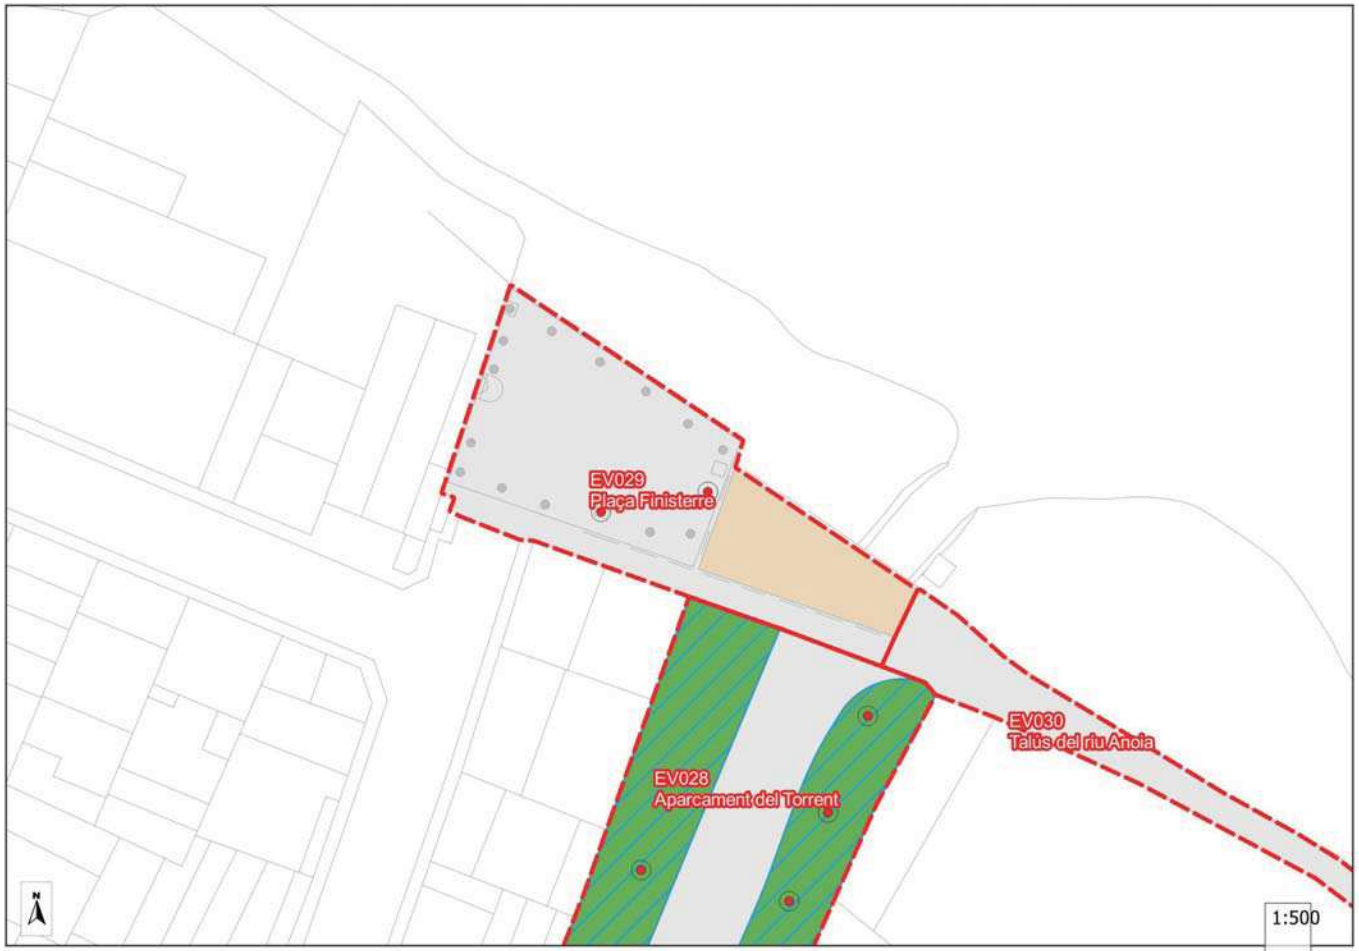 EV029
Plaça Finisterre
EV030
Talús del riu Anoia
EV028
Aparcament del Torrent
N
1:500